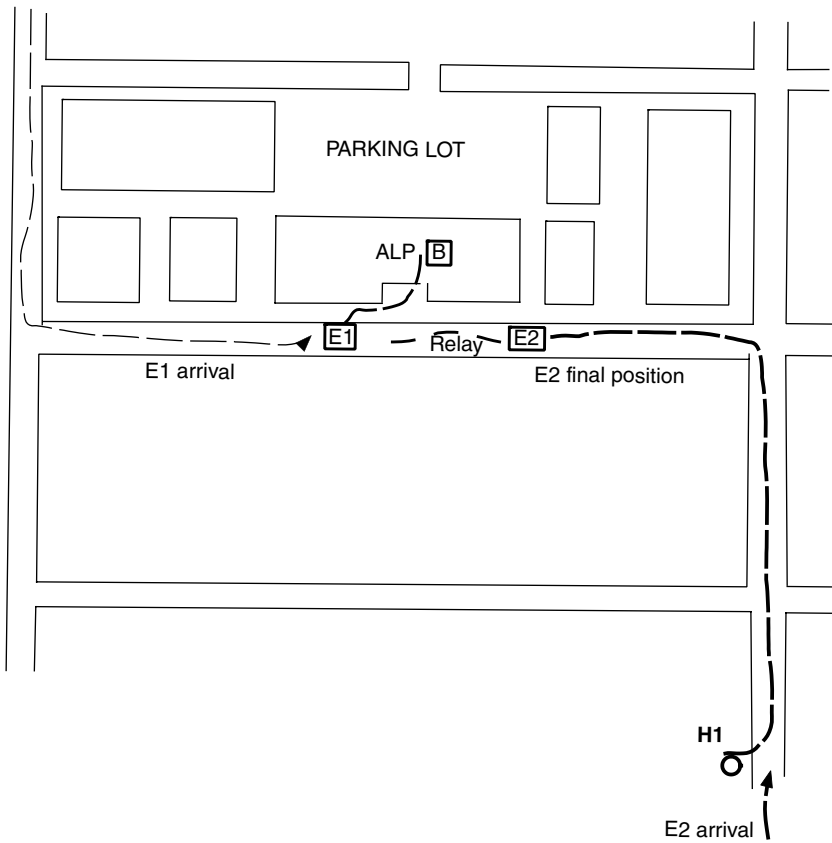 PARKING LOT
ALP B
E1
Relay
E2
E1 arrival
E2 final position
H1
E2 arrival